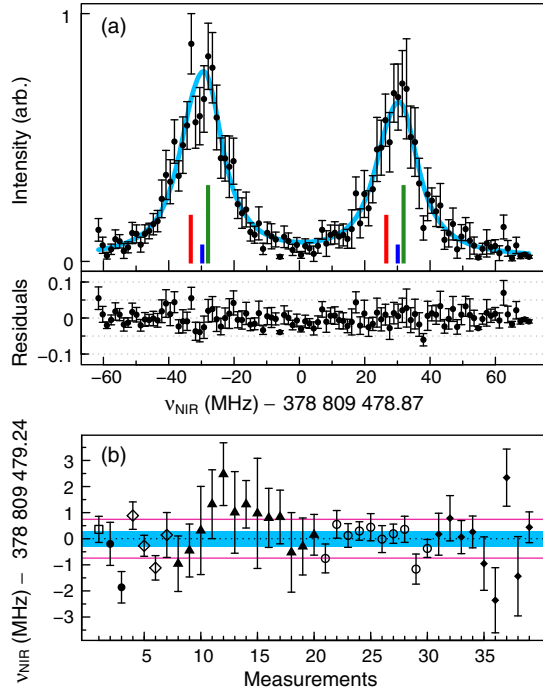 (a)
1
0
Intensity (arb.)
0.1
0
−0.1
Residuals
−60 −40 −20 0 20 40 60
νNIR (MHz) − 378 809 478.87
(b)
3
2
1
0
−1
−2
−3
νNIR (MHz) − 378 809 479.24
5 10 15 20 25 30 35
Measurements